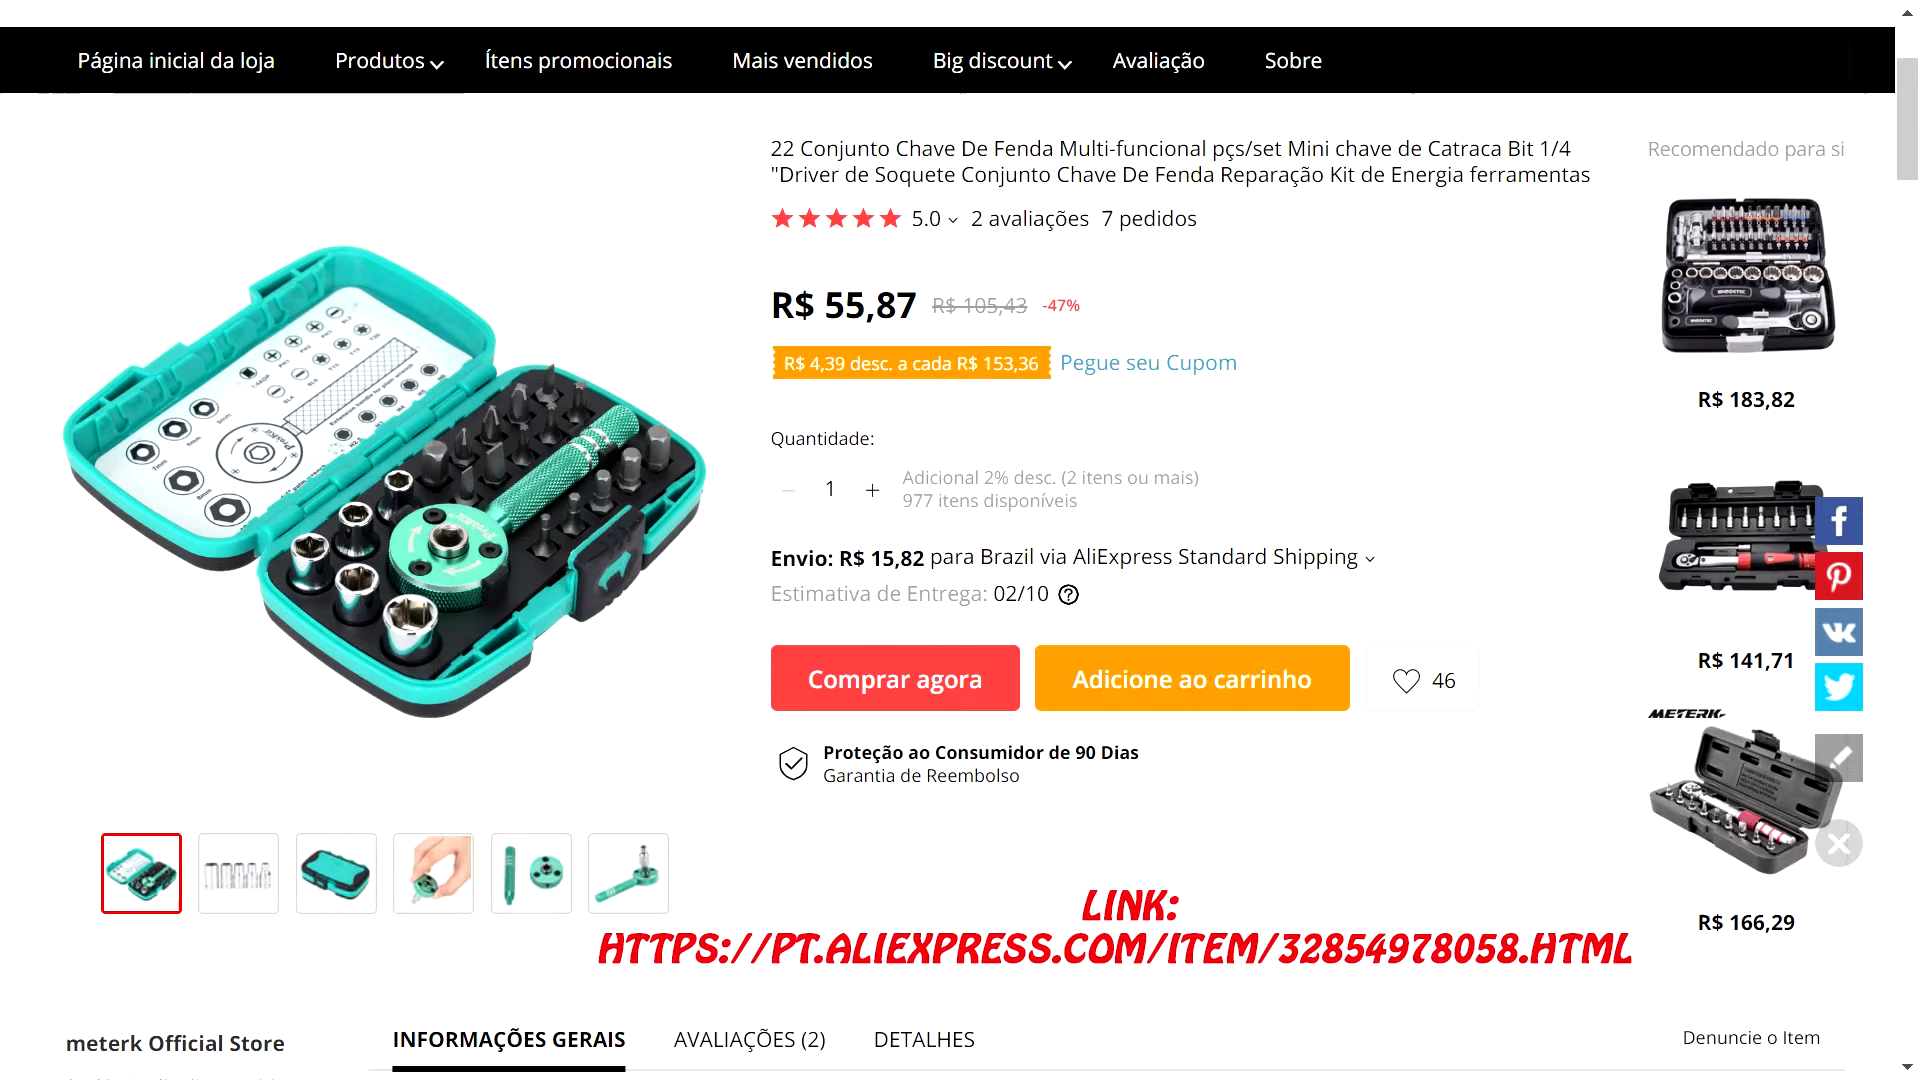 Página inicial da loja Produtos Ítens promocionais Mais vendidos Big discount Avaliação Sobre
22 Conjunto Chave De Fenda Multi-funcional pçs/set Mini chave de Catraca Bit 1/4
"Driver de Soquete Conjunto Chave De Fenda Reparação Kit de Energia ferramentas
5.0 2 avaliações 7 pedidos
R$ 55,87 R$ 105,43 -47%
R$ 4,39 desc. a cada R$ 153,36 Pegue seu Cupom
Quantidade:
1 +
Adicional 2% desc. (2 itens ou mais)
977 itens disponíveis
Envio: R$ 15,82 para Brazil via AliExpress Standard Shipping
Estimativa de Entrega: 02/10
Comprar agora Adicione ao carrinho 46
Proteção ao Consumidor de 90 Dias
Garantia de Reembolso
Recomendado para si
R$ 183,82
R$ 141,71
METERK
R$ 166,29
LINK:
HTTPS://PT.ALIEXPRESS.COM/ITEM/32854978058.HTML
meterk Official Store
INFORMAÇÕES GERAIS AVALIAÇÕES (2) DETALHES
Denuncie o Item